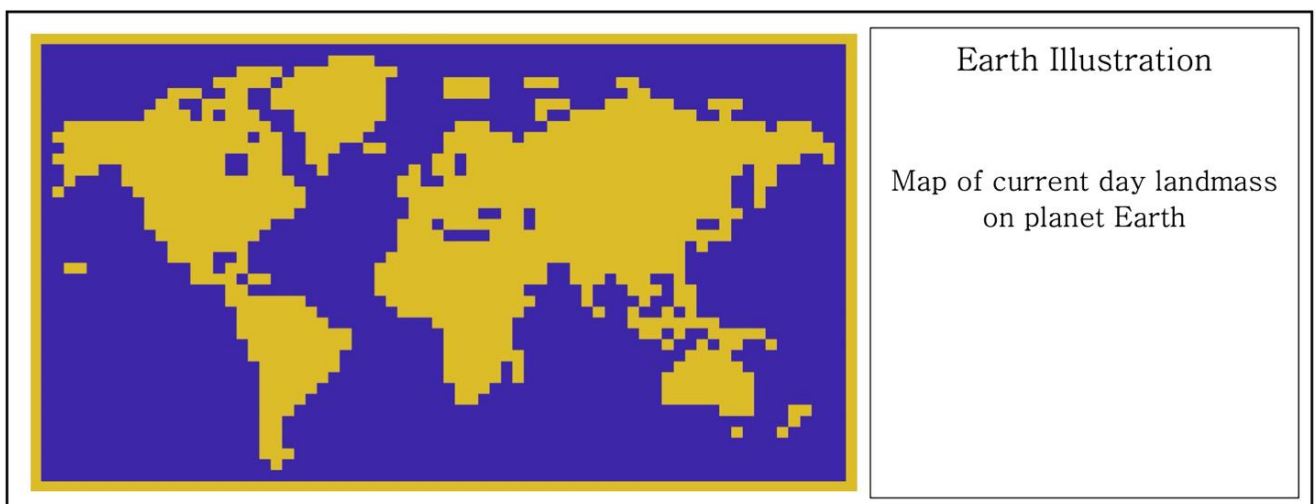 Earth Illustration
Map of current day landmass
on planet Earth